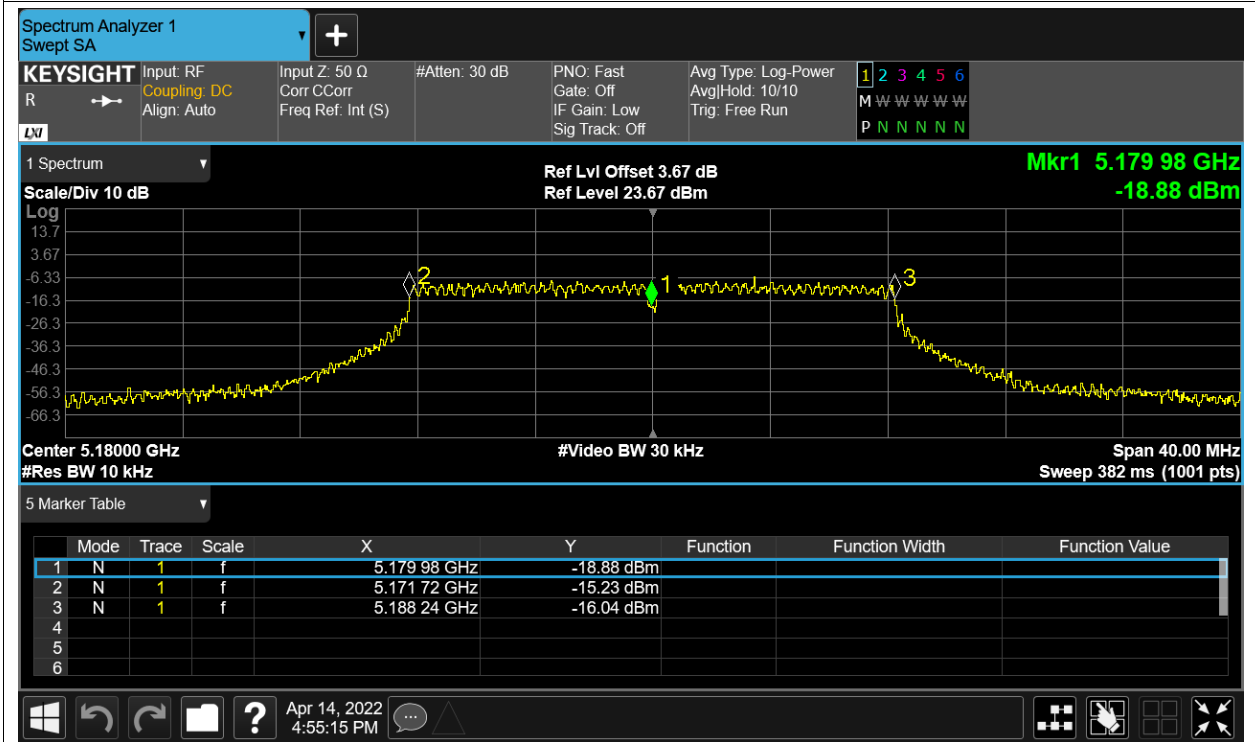 Spectrum Analyzer 1
Swept SA
KEYSIGHT
R
LXI
Input: RF
Coupling: DC
Align: Auto
Input Z: 50 Ω
Corr CCorr
Freq Ref: Int (S)
#Atten: 30 dB
PNO: Fast
Gate: Off
IF Gain: Low
Sig Track: Off
Avg Type: Log-Power
Avg|Hold: 10/10
Trig: Free Run
1 2 3 4 5 6
M W W W W W
P N N N N N
1 Spectrum
Scale/Div 10 dB
Ref Lvl Offset 3.67 dB
Ref Level 23.67 dBm
Mkr1 5.179 98 GHz
-18.88 dBm
Log
13.7
3.67
-6.33
-16.3
-26.3
-36.3
-46.3
-56.3
-66.3
2
1
3
Center 5.18000 GHz
#Res BW 10 kHz
#Video BW 30 kHz
Span 40.00 MHz
Sweep 382 ms (1001 pts)
5 Marker Table
Mode Trace Scale X Y Function Function Width Function Value
1 N 1 f 5.179 98 GHz -18.88 dBm
2 N 1 f 5.171 72 GHz -15.23 dBm
3 N 1 f 5.188 24 GHz -16.04 dBm
4
5
6
?
Apr 14, 2022
4:55:15 PM